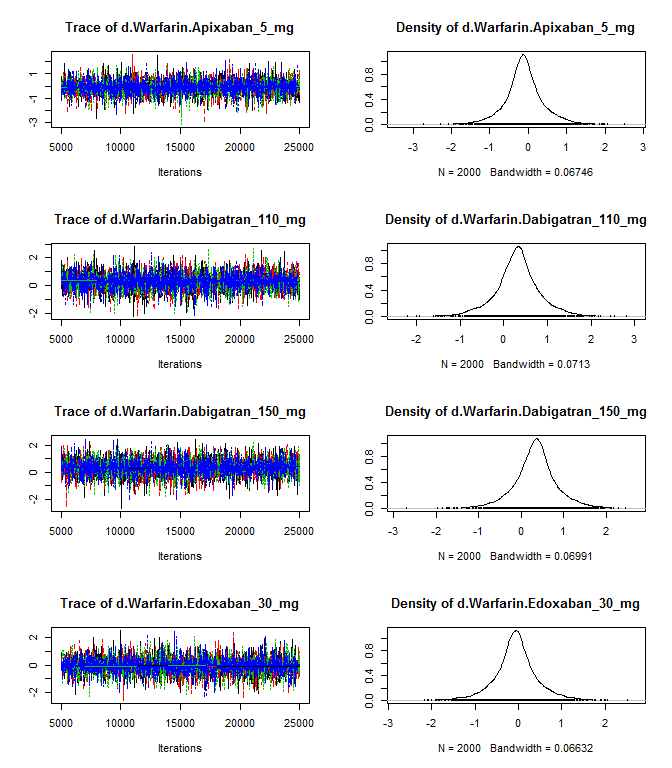 Trace of d.Warfarin.Apixaban_5_mg
Density of d.Warfarin.Apixaban_5_mg
1
-1
-3
5000 10000 15000 20000 25000
Iterations
0.8
0.4
0.0
-3 -2 -1 0 1 2 3
N = 2000 Bandwidth = 0.06746
Trace of d.Warfarin.Dabigatran_110_mg
Density of d.Warfarin.Dabigatran_110_mg
2
0
-2
5000 10000 15000 20000 25000
Iterations
0.8
0.4
0.0
-2 -1 0 1 2 3
N = 2000 Bandwidth = 0.0713
Trace of d.Warfarin.Dabigatran_150_mg
Density of d.Warfarin.Dabigatran_150_mg
2
0
-2
5000 10000 15000 20000 25000
Iterations
0.8
0.4
0.0
-3 -2 -1 0 1 2
N = 2000 Bandwidth = 0.06991
Trace of d.Warfarin.Edoxaban_30_mg
Density of d.Warfarin.Edoxaban_30_mg
2
0
-2
5000 10000 15000 20000 25000
Iterations
0.8
0.4
0.0
-3 -2 -1 0 1 2
N = 2000 Bandwidth = 0.06632